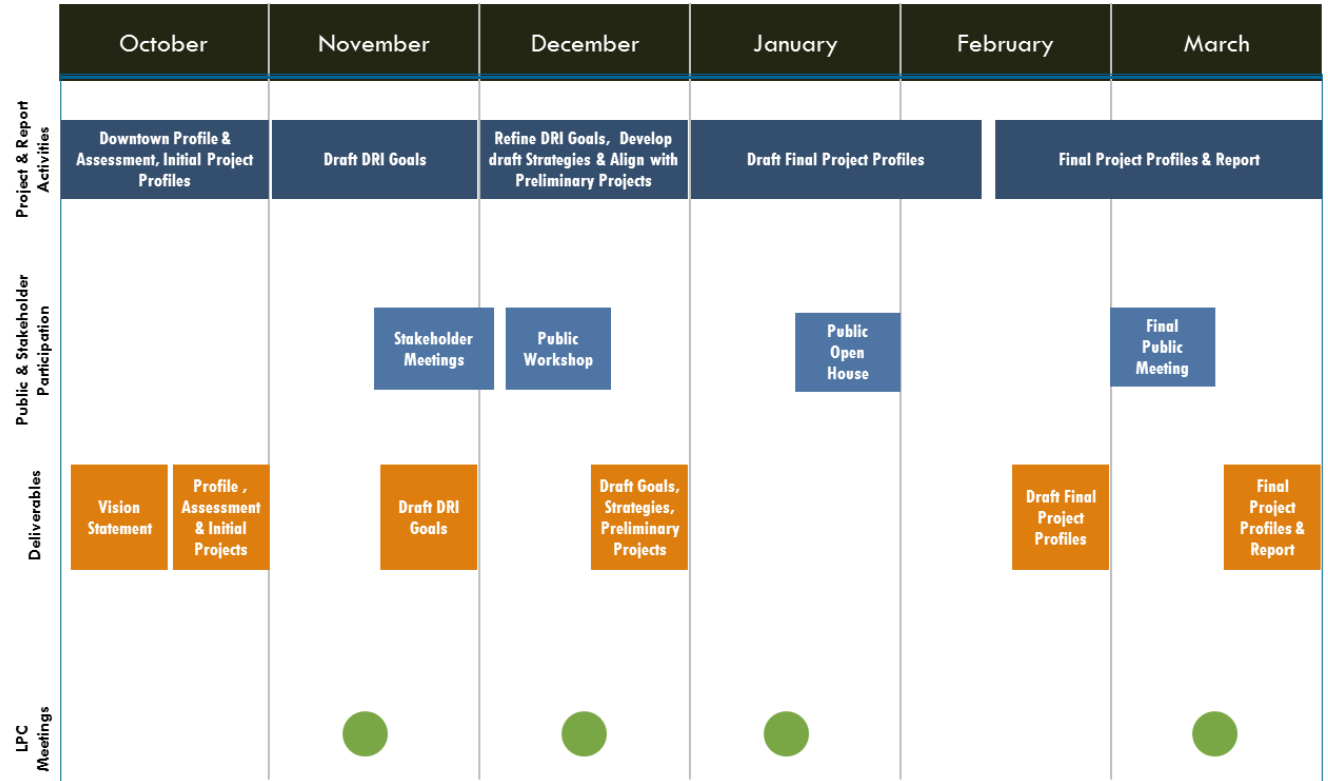 October
November
December
January
February
March
Project & Report
Activities
Downtown Profile &
Assessment, Initial Project
Profiles
Draft DRI Goals
Refine DRI Goals, Develop
draft Strategies & Align with
Preliminary Projects
Draft Final Project Profiles
Final Project Profiles & Report
Public & Stakeholder
Participation
Stakeholder
Meetings
Public
Workshop
Public
Open
House
Final
Public
Meeting
Deliverables
Vision
Statement
Profile ,
Assessment
& Initial
Projects
Draft DRI
Goals
Draft Goals,
Strategies,
Preliminary
Projects
Draft Final
Project
Profiles
Final
Project
Profiles &
Report
LPC
Meetings